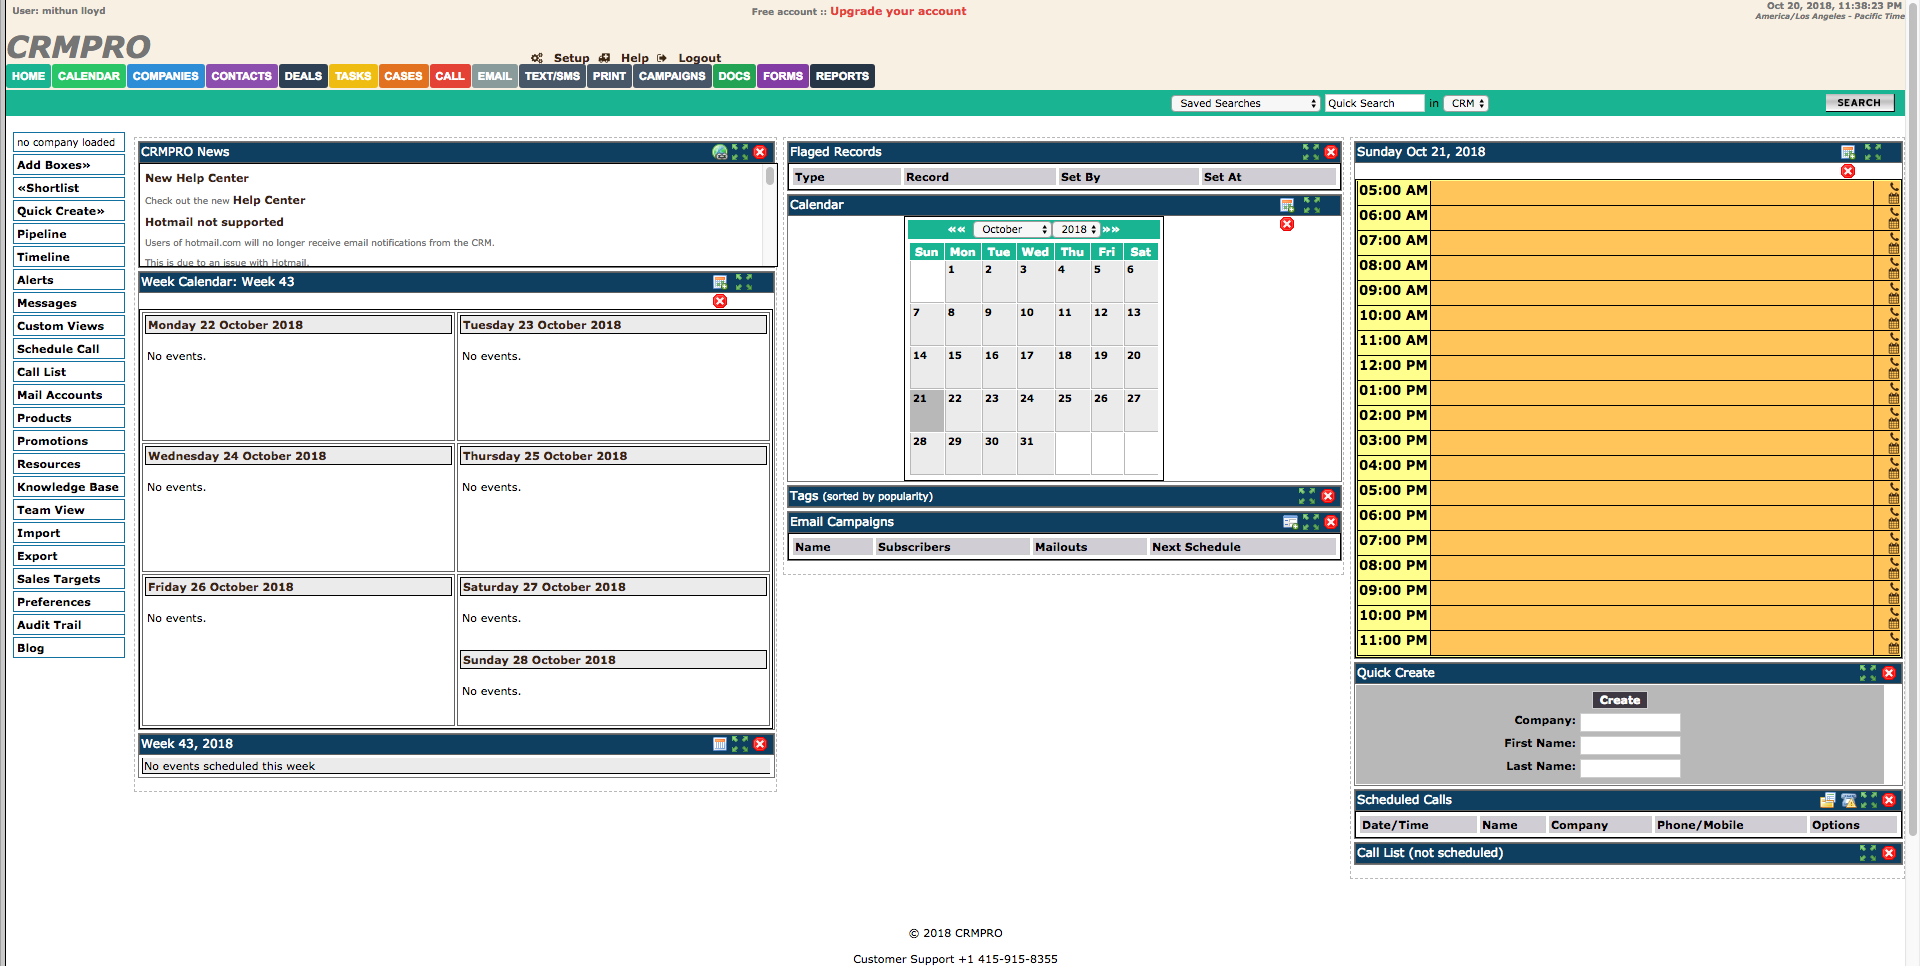 User: mithun lloyd
Free account :: Upgrade your account
Oct 20, 2018, 11:38:23 PM
America/Los Angeles - Pacific Time
CRMPRO
Setup Help Logout
HOME CALENDAR COMPANIES CONTACTS DEALS TASKS CASES CALL EMAIL TEXT/SMS PRINT CAMPAIGNS DOCS FORMS REPORTS
Saved Searches Quick Search in CRM SEARCH
no company loaded
Add Boxes»
«Shortlist
Quick Create»
Pipeline
Timeline
Alerts
Messages
Custom Views
Schedule Call
Call List
Mail Accounts
Products
Promotions
Resources
Knowledge Base
Team View
Import
Export
Sales Targets
Preferences
Audit Trail
Blog
CRMPRO News
New Help Center
Check out the new Help Center
Hotmail not supported
Users of hotmail.com will no longer receive email notifications from the CRM.
This is due to an issue with Hotmail.
Week Calendar: Week 43
Monday 22 October 2018
No events.
Tuesday 23 October 2018
No events.
Wednesday 24 October 2018
No events.
Thursday 25 October 2018
No events.
Friday 26 October 2018
No events.
Saturday 27 October 2018
No events.
Sunday 28 October 2018
No events.
Week 43, 2018
No events scheduled this week
Flaged Records
Type Record Set By Set At
Calendar
«« October 2018 »»
Sun Mon Tue Wed Thu Fri Sat
1 2 3 4 5 6
7 8 9 10 11 12 13
14 15 16 17 18 19 20
21 22 23 24 25 26 27
28 29 30 31
Tags (sorted by popularity)
Email Campaigns
Name Subscribers Mailouts Next Schedule
Sunday Oct 21, 2018
05:00 AM
06:00 AM
07:00 AM
08:00 AM
09:00 AM
10:00 AM
11:00 AM
12:00 PM
01:00 PM
02:00 PM
03:00 PM
04:00 PM
05:00 PM
06:00 PM
07:00 PM
08:00 PM
09:00 PM
10:00 PM
11:00 PM
Quick Create
Create
Company:
First Name:
Last Name:
Scheduled Calls
Date/Time Name Company Phone/Mobile Options
Call List (not scheduled)
© 2018 CRMPRO
Customer Support +1 415-915-8355